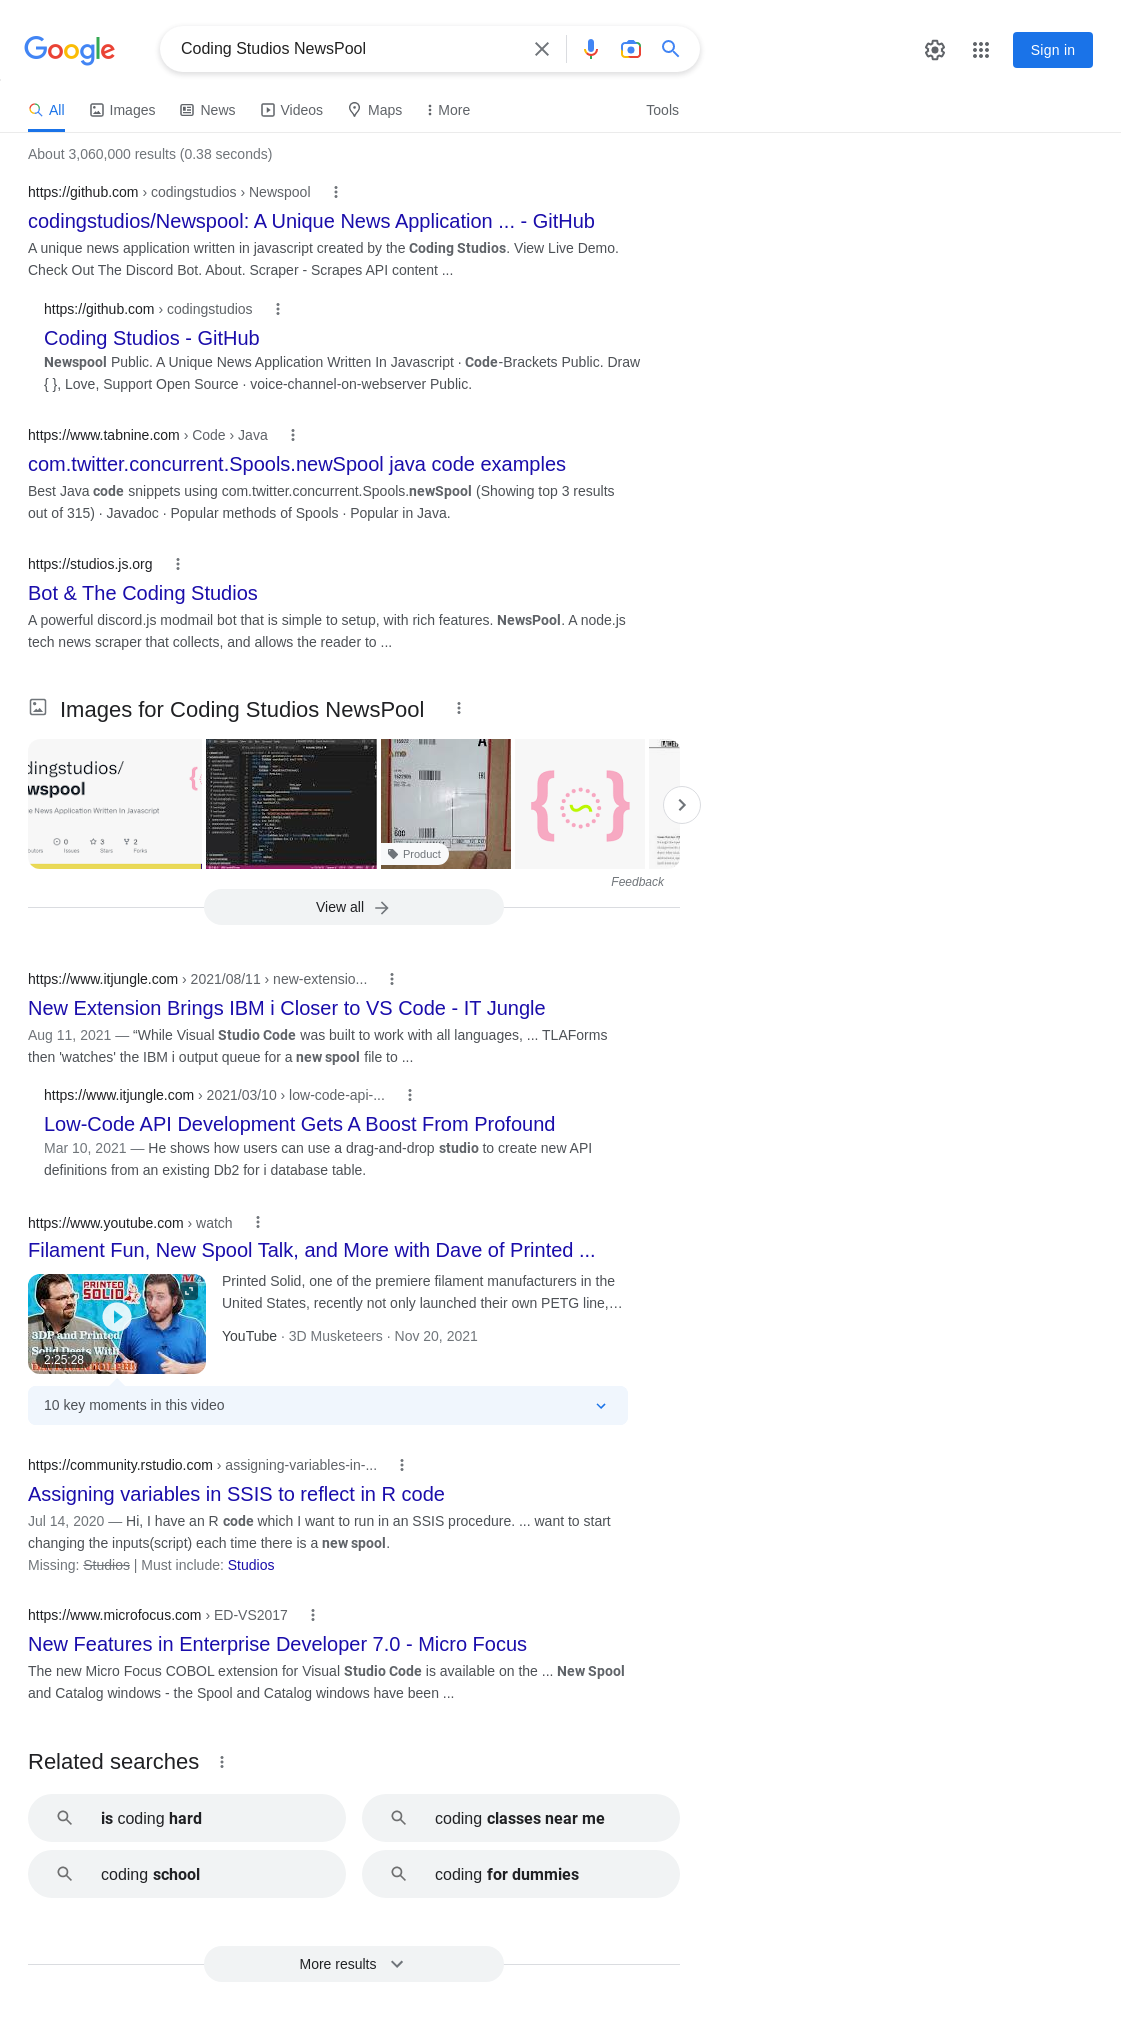 Google
Coding Studios NewsPool
Sign in
All Images News Videos Maps More Tools
About 3,060,000 results (0.38 seconds)
https://github.com › codingstudios › Newspool
codingstudios/Newspool: A Unique News Application ... - GitHub
A unique news application written in javascript created by the Coding Studios. View Live Demo.
Check Out The Discord Bot. About. Scraper - Scrapes API content ...
https://github.com › codingstudios
Coding Studios - GitHub
Newspool Public. A Unique News Application Written In Javascript · Code-Brackets Public. Draw
{ }, Love, Support Open Source · voice-channel-on-webserver Public.
https://www.tabnine.com › Code › Java
com.twitter.concurrent.Spools.newSpool java code examples
Best Java code snippets using com.twitter.concurrent.Spools.newSpool (Showing top 3 results
out of 315) · Javadoc · Popular methods of Spools · Popular in Java.
https://studios.js.org
Bot & The Coding Studios
A powerful discord.js modmail bot that is simple to setup, with rich features. NewsPool. A node.js
tech news scraper that collects, and allows the reader to ...
Images for Coding Studios NewsPool
dingstudios/
wspool
e News Application Written In Javascript
0 3 2
utors Issues Stars Forks
Product
Feedback
View all
https://www.itjungle.com › 2021/08/11 › new-extensio...
New Extension Brings IBM i Closer to VS Code - IT Jungle
Aug 11, 2021 — “While Visual Studio Code was built to work with all languages, ... TLAForms
then 'watches' the IBM i output queue for a new spool file to ...
https://www.itjungle.com › 2021/03/10 › low-code-api-...
Low-Code API Development Gets A Boost From Profound
Mar 10, 2021 — He shows how users can use a drag-and-drop studio to create new API
definitions from an existing Db2 for i database table.
https://www.youtube.com › watch
Filament Fun, New Spool Talk, and More with Dave of Printed ...
PRINTED
SOLID
3DP and Printed
Solid Deets With
2:25:28
Printed Solid, one of the premiere filament manufacturers in the
United States, recently not only launched their own PETG line,...
YouTube · 3D Musketeers · Nov 20, 2021
10 key moments in this video
https://community.rstudio.com › assigning-variables-in-...
Assigning variables in SSIS to reflect in R code
Jul 14, 2020 — Hi, I have an R code which I want to run in an SSIS procedure. ... want to start
changing the inputs(script) each time there is a new spool.
Missing: Studios | Must include: Studios
https://www.microfocus.com › ED-VS2017
New Features in Enterprise Developer 7.0 - Micro Focus
The new Micro Focus COBOL extension for Visual Studio Code is available on the ... New Spool
and Catalog windows - the Spool and Catalog windows have been ...
Related searches
is coding hard
coding classes near me
coding school
coding for dummies
More results